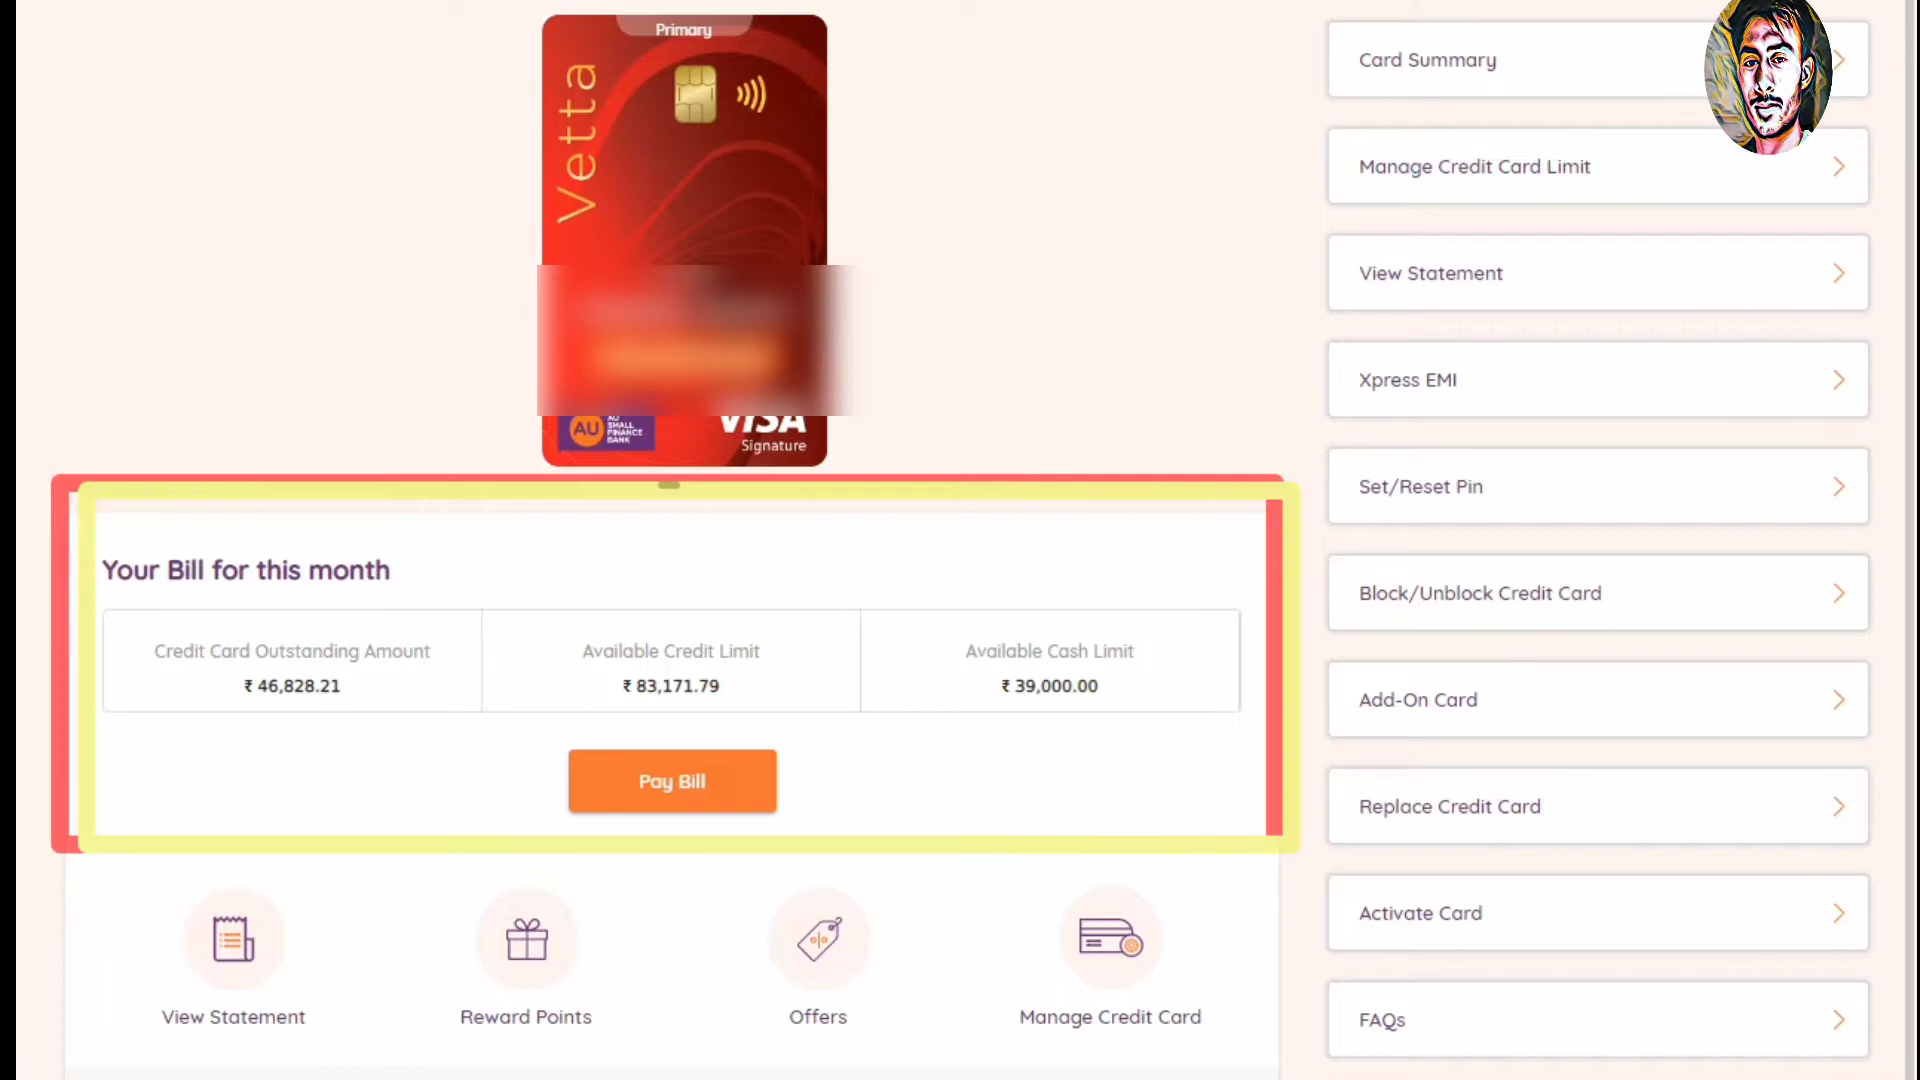 Primary
Vetta
AU
AU
SMALL
FINANCE
BANK
VISA
Signature
Your Bill for this month
Credit Card Outstanding Amount
₹ 46,828.21
Available Credit Limit
₹ 83,171.79
Available Cash Limit
₹ 39,000.00
Pay Bill
View Statement
Reward Points
Offers
Manage Credit Card
Card Summary
Manage Credit Card Limit
View Statement
Xpress EMI
Set/Reset Pin
Block/Unblock Credit Card
Add-On Card
Replace Credit Card
Activate Card
FAQs